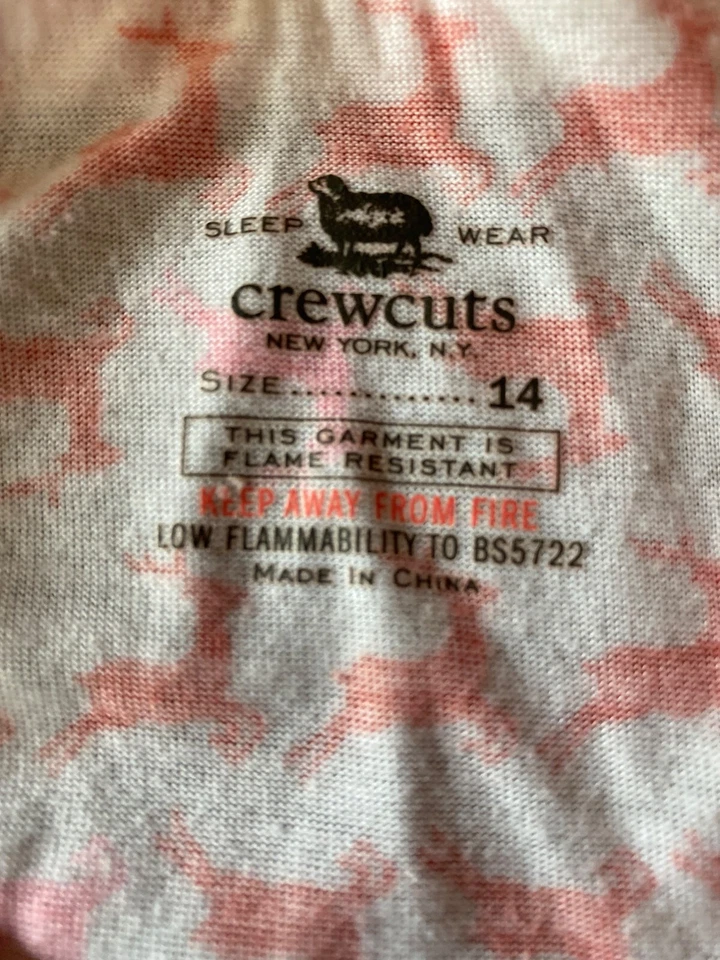 SLEEP WEAR
crewcuts
NEW YORK, N.Y.
SIZE..............14
THIS GARMENT IS
FLAME RESISTANT
KEEP AWAY FROM FIRE
LOW FLAMMABILITY TO BS5722
MADE IN CHINA